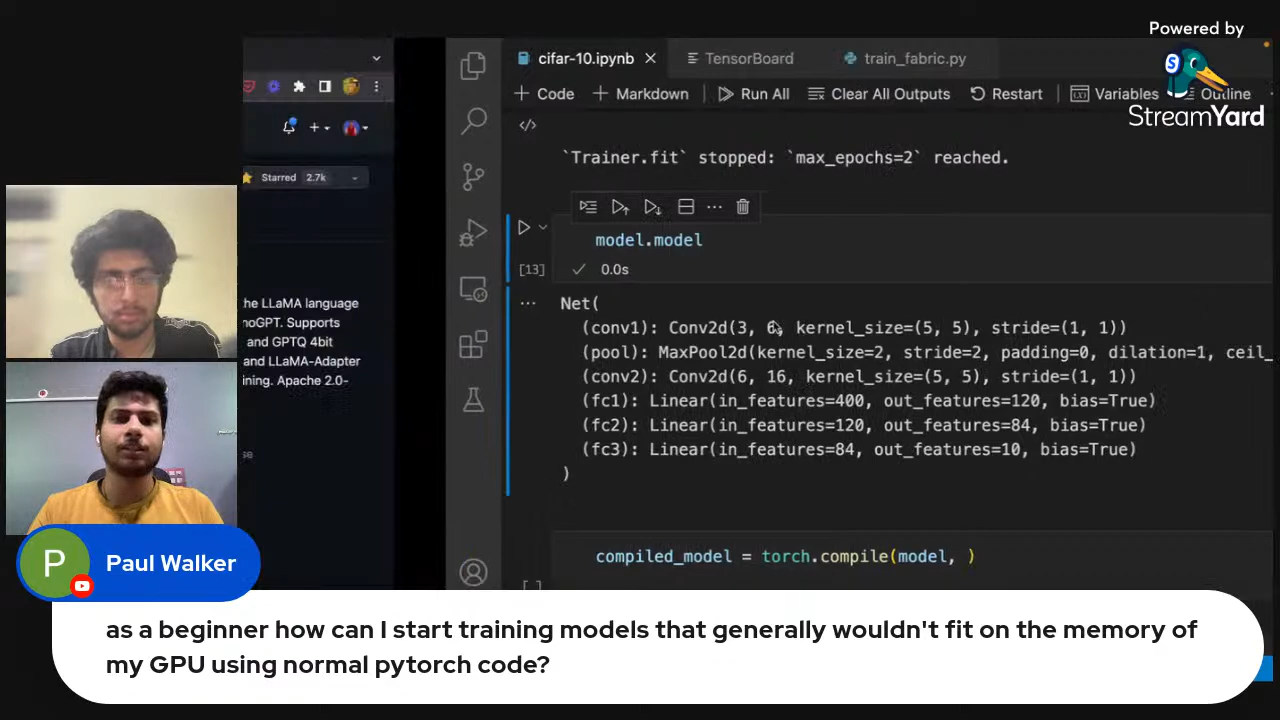 Powered by
StreamYard
cifar-10.ipynb
TensorBoard
train_fabric.py
Code
Markdown
Run All
Clear All Outputs
Restart
Variables
Outline
`Trainer.fit` stopped: `max_epochs=2` reached.
Starred 2.7k
model.model
[13]
0.0s
Net(
(conv1): Conv2d(3, 6, kernel_size=(5, 5), stride=(1, 1))
(pool): MaxPool2d(kernel_size=2, stride=2, padding=0, dilation=1, ceil_
(conv2): Conv2d(6, 16, kernel_size=(5, 5), stride=(1, 1))
(fc1): Linear(in_features=400, out_features=120, bias=True)
(fc2): Linear(in_features=120, out_features=84, bias=True)
(fc3): Linear(in_features=84, out_features=10, bias=True)
)
he LLaMA language
noGPT. Supports
and GPTQ 4bit
and LLaMA-Adapter
ining. Apache 2.0-
se
compiled_model = torch.compile(model, )
[ ]
P
Paul Walker
as a beginner how can I start training models that generally wouldn't fit on the memory of
my GPU using normal pytorch code?